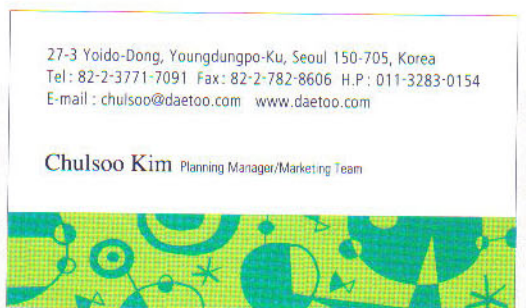 27-3 Yoido-Dong, Youngdungpo-Ku, Seoul 150-705, Korea
Tel : 82-2-3771-7091 Fax : 82-2-782-8606 H.P : 011-3283-0154
E-mail : chulsoo@daetoo.com www.daetoo.com
Chulsoo Kim Planning Manager/Marketing Team